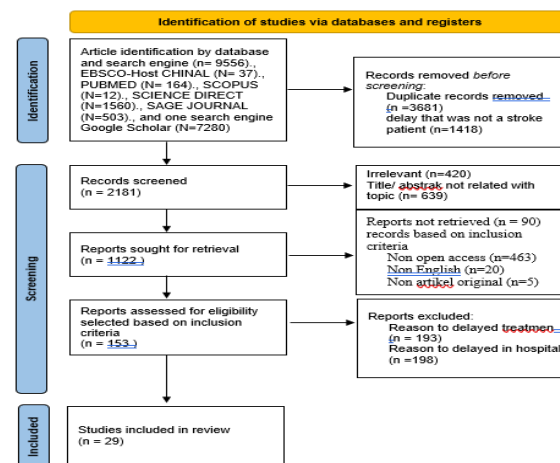 Identification of studies via databases and registers
Identification
Article identification by database
and search engine (n= 9556).,
EBSCO-Host CHINAL (N= 37).,
PUBMED (N= 164)., SCOPUS
(N=12)., SCIENCE DIRECT
(N=1560)., SAGE JOURNAL
(N=503)., and one search engine
Google Scholar (N=7280)
Records removed before
screening:
Duplicate records removed
(n =3681)
delay that was not a stroke
patient (n=1418)
Screening
Records screened
(n = 2181)
Irrelevant (n=420)
Title/ abstrak not related with
topic (n= 639)
Reports sought for retrieval
(n = 1122 )
Reports not retrieved (n = 90)
records based on inclusion
criteria
Non open access (n=463)
Non English (n=20)
Non artikel original (n=5)
Reports assessed for eligibility
selected based on inclusion
criteria
(n = 153 )
Reports excluded:
Reason to delayed treatmen
(n = 193)
Reason to delayed in hospital
(n =198)
Included
Studies included in review
(n = 29)